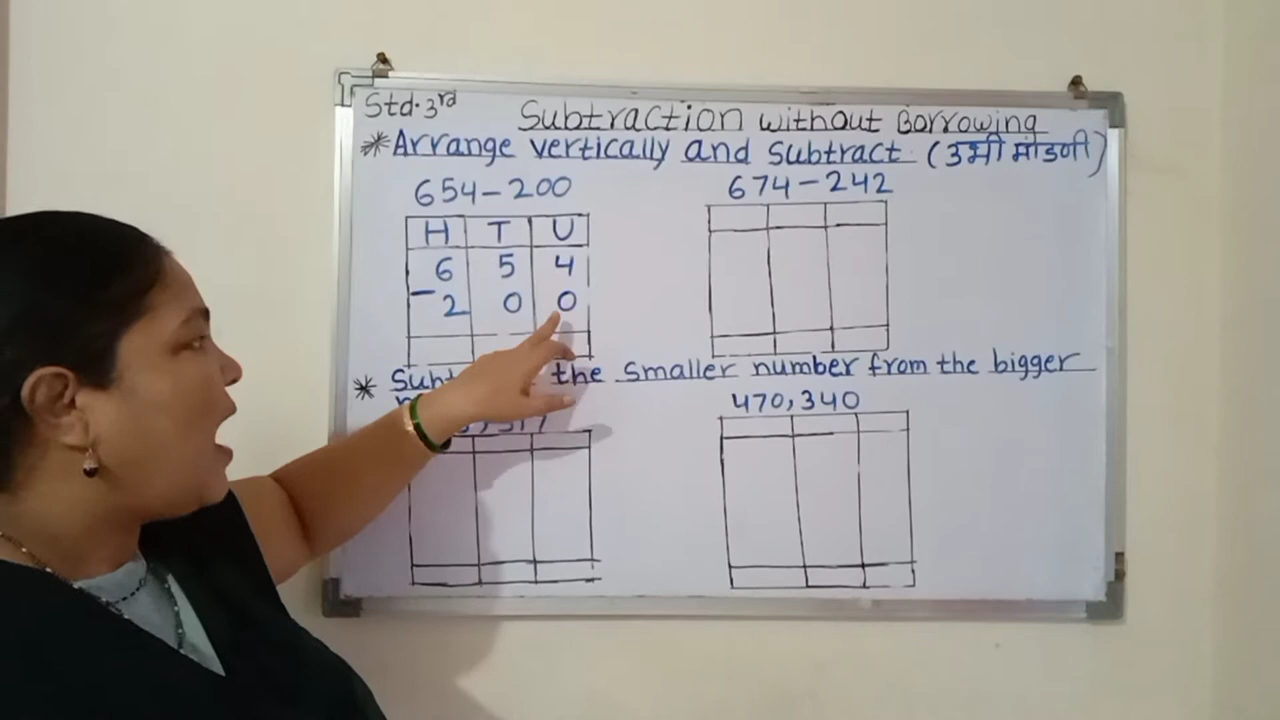 Std. 3rd Subtraction without Borrowing
* Arrange vertically and subtract. (उभी मांडणी)
654 - 200 674 - 242
H T U
6 5 4
- 2 0 0
* the smaller number from the bigger
470, 340